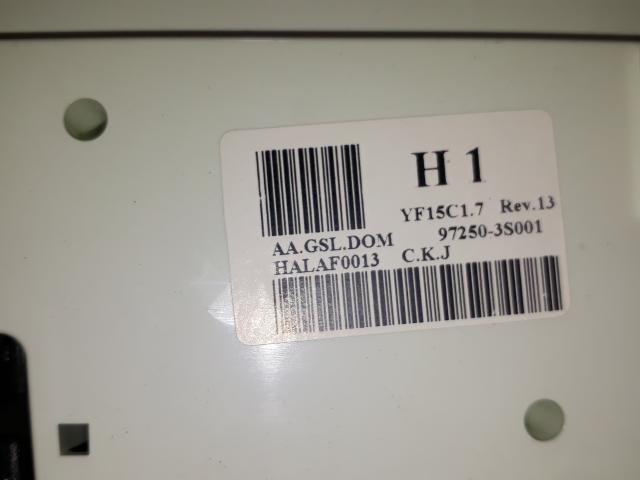 H 1
YF15C1.7 Rev.13
AA.GSL.DOM 97250-3S001
HALAF0013 C.K.J